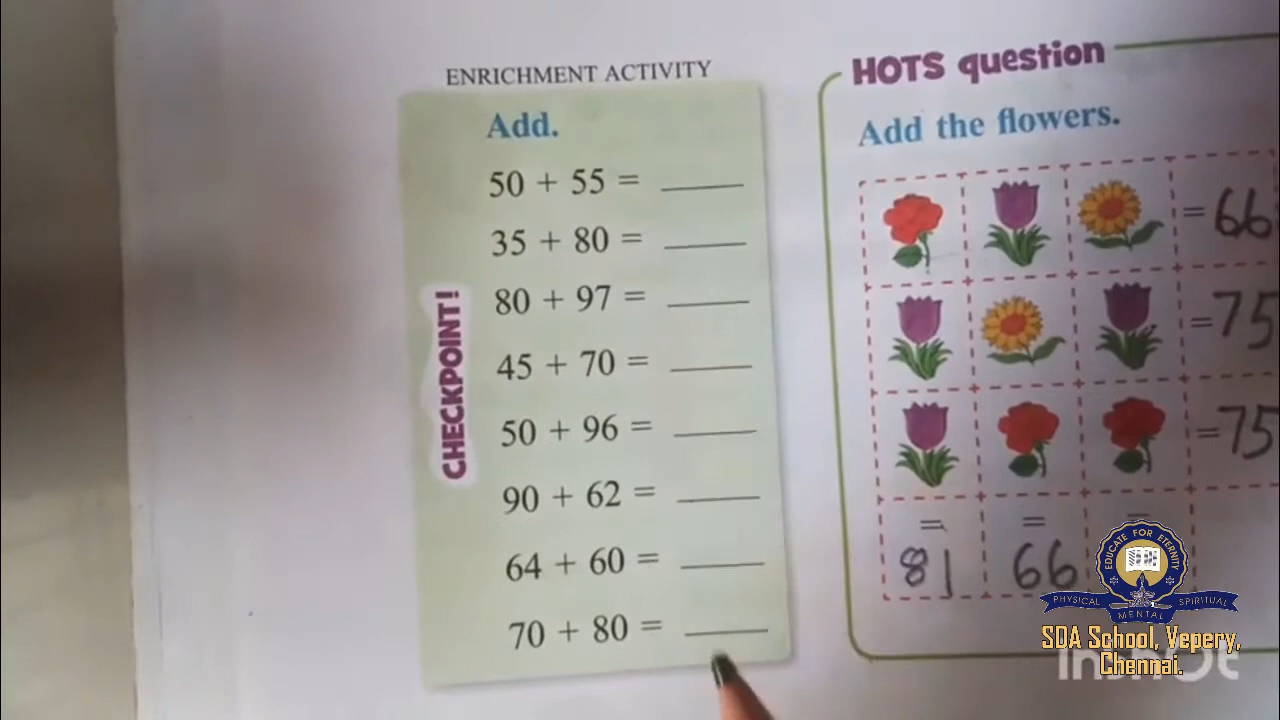 ENRICHMENT ACTIVITY
Add.
50 + 55 = ______
35 + 80 = ______
80 + 97 = ______
45 + 70 = ______
50 + 96 = ______
90 + 62 = ______
64 + 60 = ______
70 + 80 = ______
CHECKPOINT!
HOTS question
Add the flowers.
= 66
= 75
= 75
= = =
81 66
EDUCATE FOR ETERNITY
PHYSICAL MENTAL SPIRITUAL
SDA School, Vepery,
Chennai.